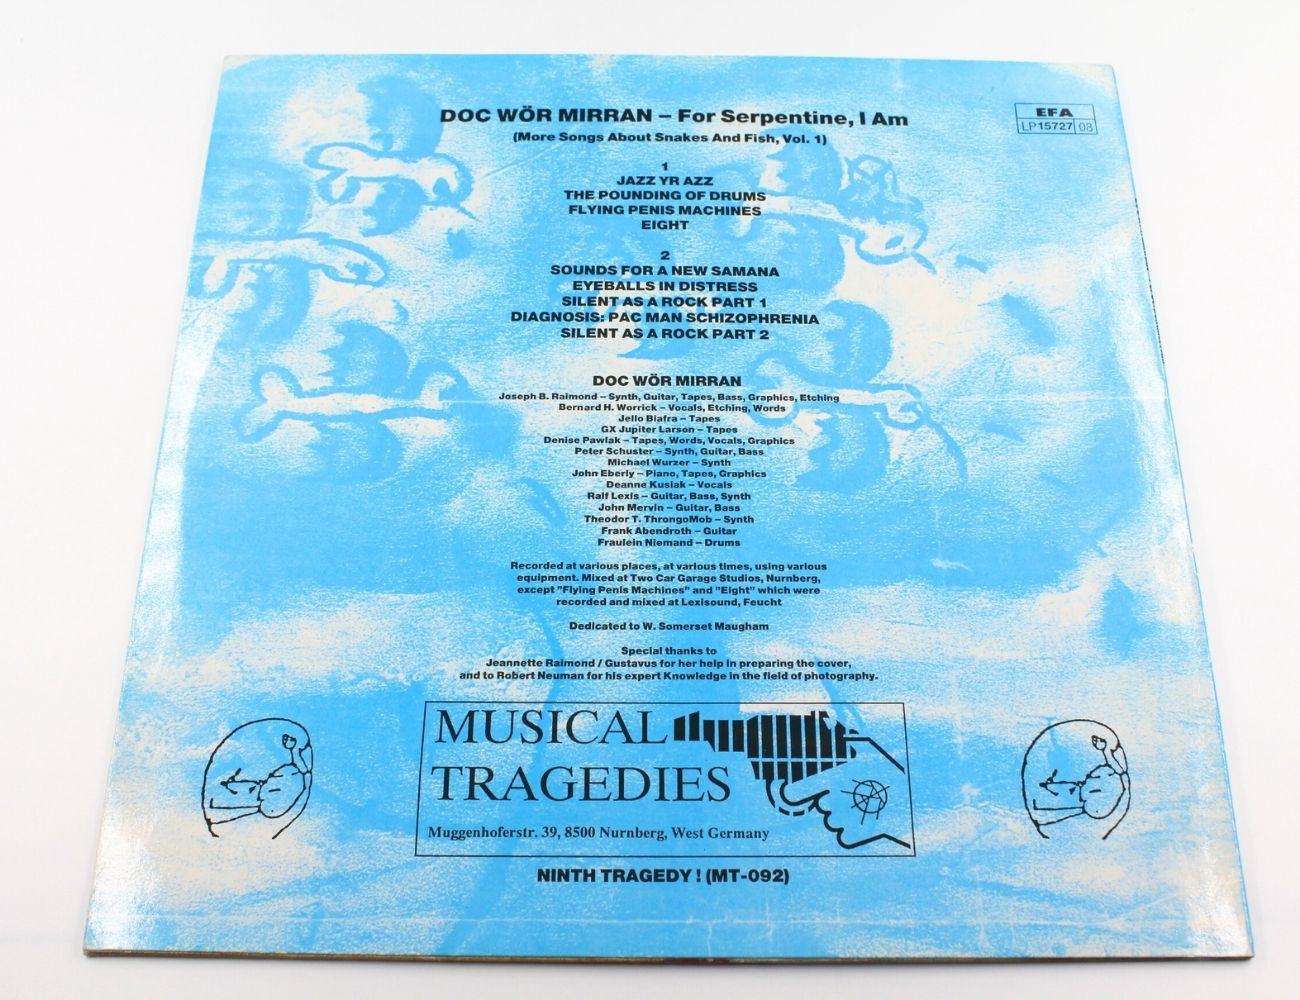 DOC WÖR MIRRAN – For Serpentine, I Am
(More Songs About Snakes And Fish, Vol. 1)
EFA
LP 15727 08
1
JAZZ YR AZZ
THE POUNDING OF DRUMS
FLYING PENIS MACHINES
EIGHT
2
SOUNDS FOR A NEW SAMANA
EYEBALLS IN DISTRESS
SILENT AS A ROCK PART 1
DIAGNOSIS: PAC MAN SCHIZOPHRENIA
SILENT AS A ROCK PART 2
DOC WÖR MIRRAN
Joseph B. Raimond – Synth, Guitar, Tapes, Bass, Graphics, Etching
Bernard H. Worrick – Vocals, Etching, Words
Jello Biafra – Tapes
GX Jupiter Larson – Tapes
Denise Pawlak – Tapes, Words, Vocals, Graphics
Peter Schuster – Synth, Guitar, Bass
Michael Wurzer – Synth
John Eberly – Piano, Tapes, Graphics
Deanne Kusiak – Vocals
Ralf Lexis – Guitar, Bass, Synth
John Mervin – Guitar, Bass
Theodor T. ThrongoMob – Synth
Frank Abendroth – Guitar
Fraulein Niemand – Drums
Recorded at various places, at various times, using various
equipment. Mixed at Two Car Garage Studios, Nurnberg,
except "Flying Penis Machines" and "Eight" which were
recorded and mixed at Lexisound, Feucht
Dedicated to W. Somerset Maugham
Special thanks to
Jeannette Raimond / Gustavus for her help in preparing the cover,
and to Robert Neuman for his expert Knowledge in the field of photography.
MUSICAL
TRAGEDIES
Muggenhoferstr. 39, 8500 Nurnberg, West Germany
NINTH TRAGEDY ! (MT-092)